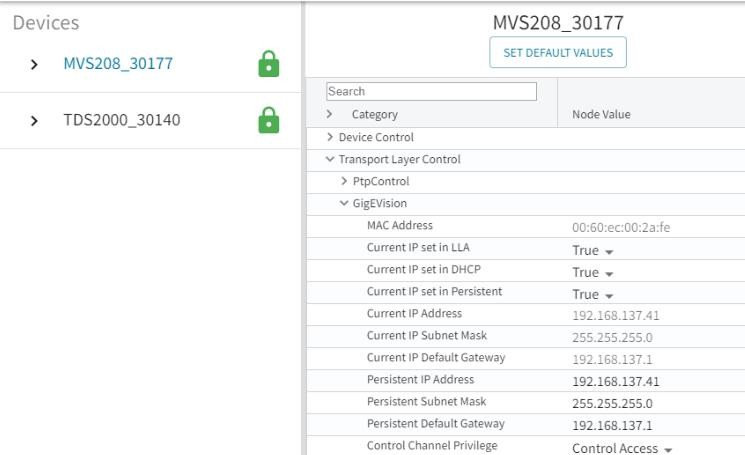 Devices
MVS208_30177
TDS2000_30140
MVS208_30177
SET DEFAULT VALUES
Search
Category Node Value
Device Control
Transport Layer Control
PtpControl
GigEVision
MAC Address 00:60:ec:00:2a:fe
Current IP set in LLA True
Current IP set in DHCP True
Current IP set in Persistent True
Current IP Address 192.168.137.41
Current IP Subnet Mask 255.255.255.0
Current IP Default Gateway 192.168.137.1
Persistent IP Address 192.168.137.41
Persistent Subnet Mask 255.255.255.0
Persistent Default Gateway 192.168.137.1
Control Channel Privilege Control Access